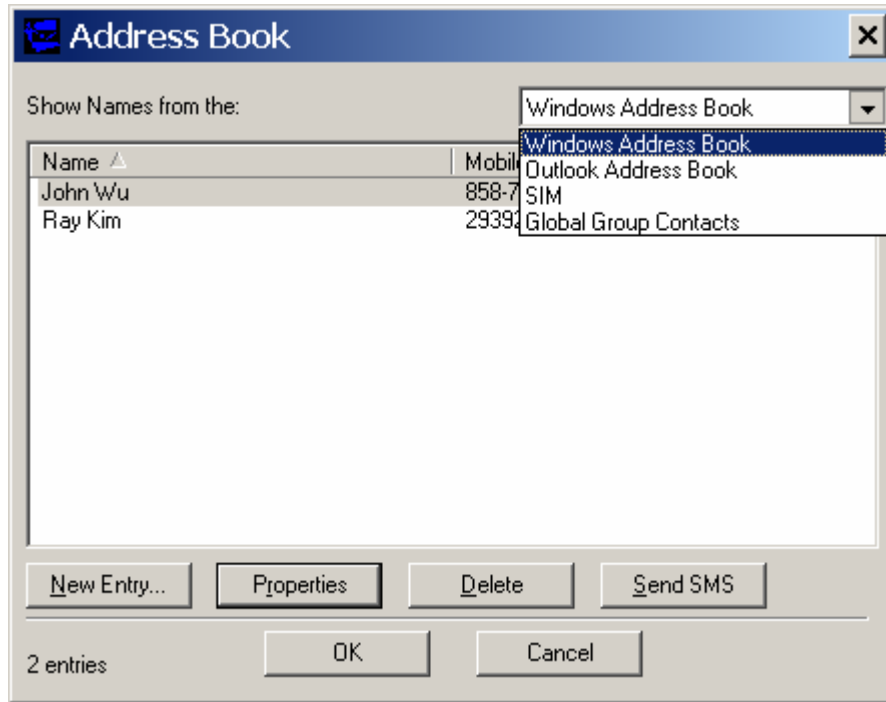 Address Book
Show Names from the:
Windows Address Book
Windows Address Book
Outlook Address Book
SIM
Global Group Contacts
Name
John Wu 858-7
Ray Kim 29392
New Entry... Properties Delete Send SMS
2 entries OK Cancel